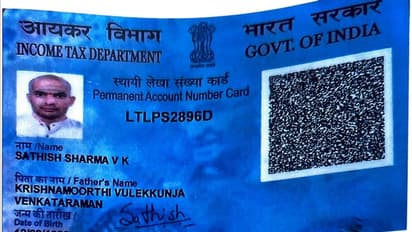 आयकर विभाग
INCOME TAX DEPARTMENT
भारत सरकार
GOVT. OF INDIA
स्थायी लेखा संख्या कार्ड
Permanent Account Number Card
LTLPS2896D
नाम /Name
SATHISH SHARMA V K
पिता का नाम / Father's Name
KRISHNAMOORTHI VULEKKUNJA
VENKATARAMAN
जन्म की तारीख /
Date of Birth
Sathish